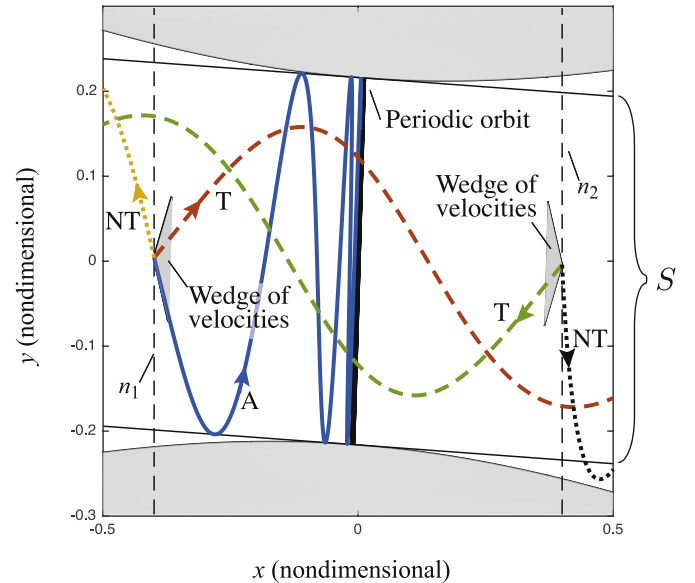 0.2
0.1
0
-0.1
-0.2
-0.3
-0.5
0
0.5
y (nondimensional)
x (nondimensional)
Periodic orbit
n₂
Wedge of
velocities
NT
T
Wedge of
velocities
S
T
NT
n₁
A